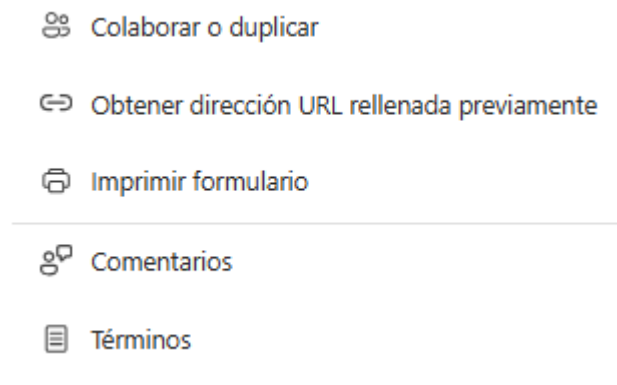 Colaborar o duplicar
Obtener dirección URL rellenada previamente
Imprimir formulario
Comentarios
Términos